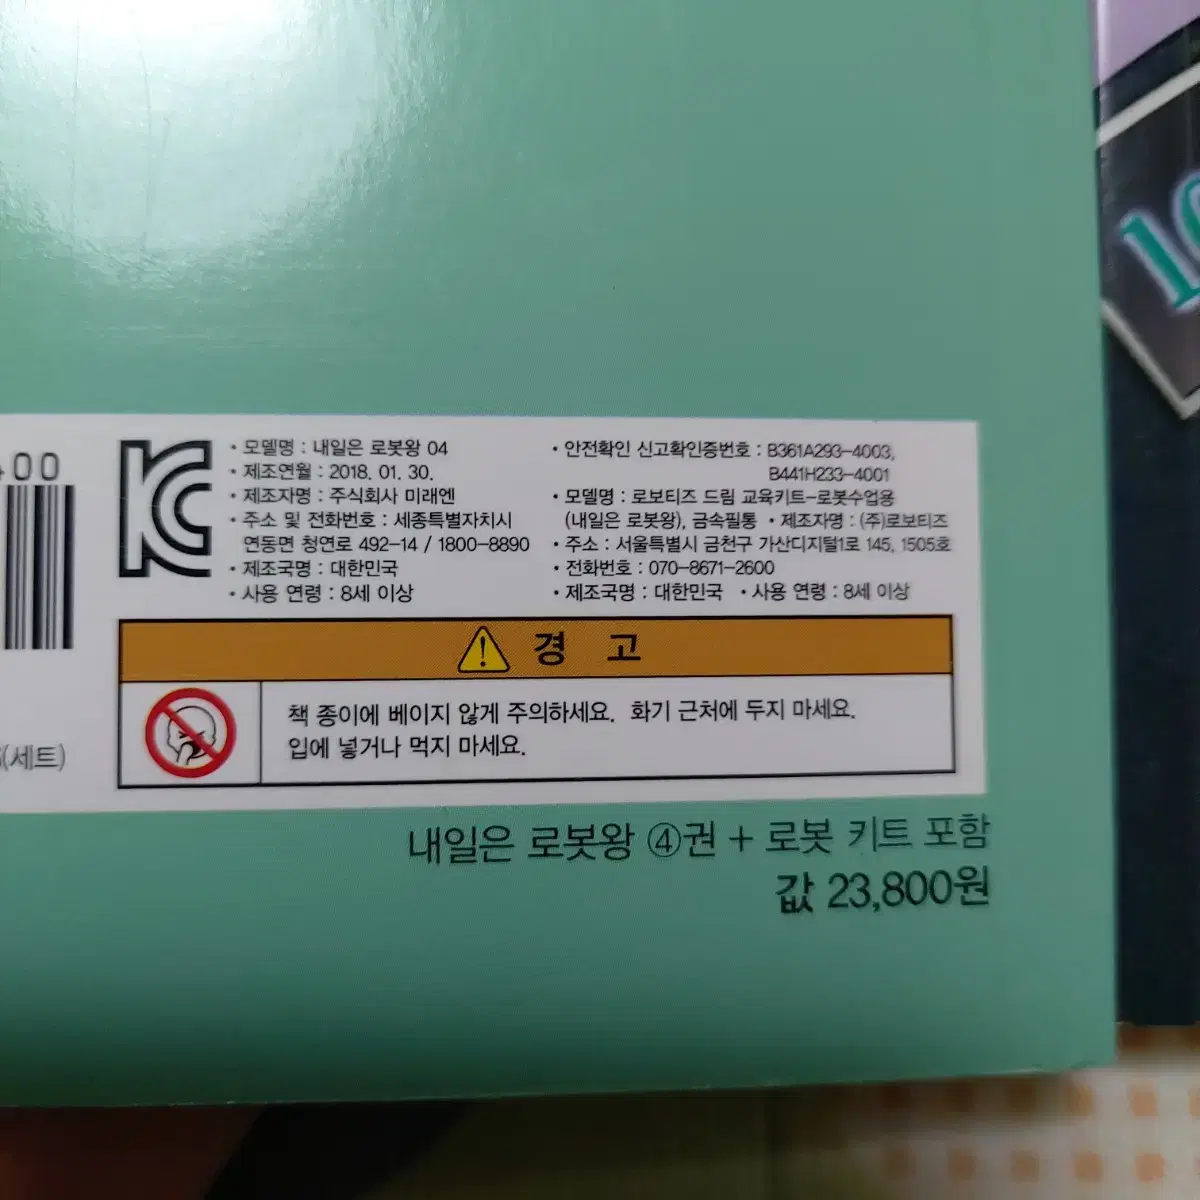 400
(세트)
KC
• 모델명 : 내일은 로봇왕 04
• 제조연월 : 2018. 01. 30.
• 제조자명 : 주식회사 미래엔
• 주소 및 전화번호 : 세종특별자치시
연동면 청연로 492-14 / 1800-8890
• 제조국명 : 대한민국
• 사용 연령 : 8세 이상
• 안전확인 신고확인증번호 : B361A293-4003,
B441H233-4001
• 모델명 : 로보티즈 드림 교육키트-로봇수업용
(내일은 로봇왕), 금속필통 • 제조자명 : (주)로보티즈
• 주소 : 서울특별시 금천구 가산디지털1로 145, 1505호
• 전화번호 : 070-8671-2600
• 제조국명 : 대한민국 • 사용 연령 : 8세 이상
경 고
책 종이에 베이지 않게 주의하세요. 화기 근처에 두지 마세요.
입에 넣거나 먹지 마세요.
내일은 로봇왕 ④권 + 로봇 키트 포함
값 23,800원